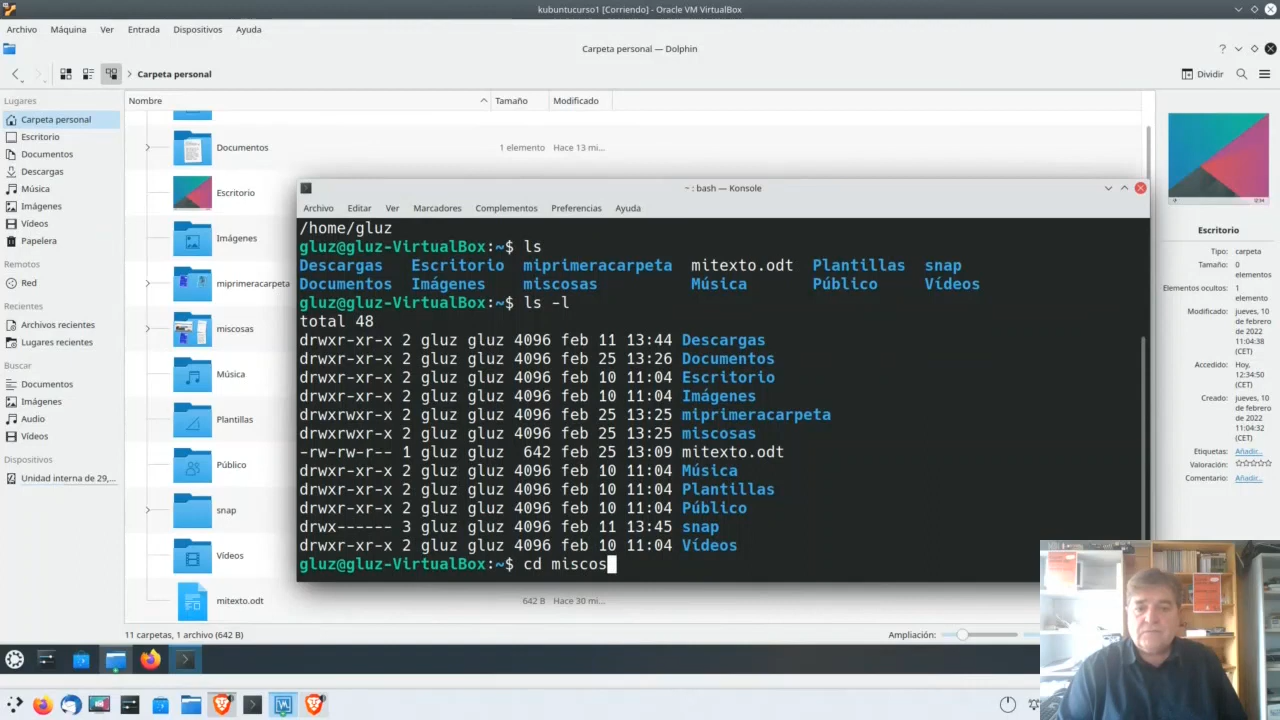 kubuntucurso1 [Corriendo] - Oracle VM VirtualBox
Archivo Máquina Ver Entrada Dispositivos Ayuda
Carpeta personal — Dolphin
Carpeta personal
Dividir
Lugares
Carpeta personal
Escritorio
Documentos
Descargas
Música
Imágenes
Vídeos
Papelera
Remotos
Red
Recientes
Archivos recientes
Lugares recientes
Buscar
Documentos
Imágenes
Audio
Vídeos
Dispositivos
Unidad interna de 29,...
Nombre Tamaño Modificado
Documentos 1 elemento Hace 13 mi...
Escritorio
Imágenes
miprimeracarpeta
miscosas
Música
Plantillas
Público
snap
Vídeos
mitexto.odt 642 B Hace 30 mi...
11 carpetas, 1 archivo (642 B)
Ampliación:
~ : bash — Konsole
Archivo Editar Ver Marcadores Complementos Preferencias Ayuda
/home/gluz
gluz@gluz-VirtualBox:~$ ls
Descargas Escritorio miprimeracarpeta mitexto.odt Plantillas snap
Documentos Imágenes miscosas Música Público Vídeos
gluz@gluz-VirtualBox:~$ ls -l
total 48
drwxr-xr-x 2 gluz gluz 4096 feb 11 13:44 Descargas
drwxr-xr-x 2 gluz gluz 4096 feb 25 13:26 Documentos
drwxr-xr-x 2 gluz gluz 4096 feb 10 11:04 Escritorio
drwxr-xr-x 2 gluz gluz 4096 feb 10 11:04 Imágenes
drwxrwxr-x 2 gluz gluz 4096 feb 25 13:25 miprimeracarpeta
drwxrwxr-x 2 gluz gluz 4096 feb 25 13:25 miscosas
-rw-rw-r-- 1 gluz gluz 642 feb 25 13:09 mitexto.odt
drwxr-xr-x 2 gluz gluz 4096 feb 10 11:04 Música
drwxr-xr-x 2 gluz gluz 4096 feb 10 11:04 Plantillas
drwxr-xr-x 2 gluz gluz 4096 feb 10 11:04 Público
drwx------ 3 gluz gluz 4096 feb 11 13:45 snap
drwxr-xr-x 2 gluz gluz 4096 feb 10 11:04 Vídeos
gluz@gluz-VirtualBox:~$ cd miscos
Escritorio
Tipo: carpeta
Tamaño: 0
elementos
Elementos ocultos: 1
elemento
Modificado: jueves, 10
de febrero
de 2022
11:04:38
(CET)
Accedido: Hoy,
12:34:50
(CET)
Creado: jueves, 10
de febrero
de 2022
11:04:32
(CET)
Etiquetas: Añadir...
Valoración:
Comentario: Añadir...